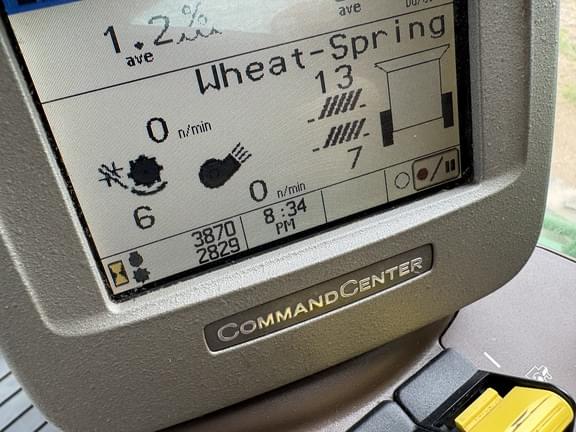 1.2%
ave
ave
Wheat-Spring
13
0 n/min
7
6
0 n/min
3870
2829
8:34
PM
COMMANDCENTER